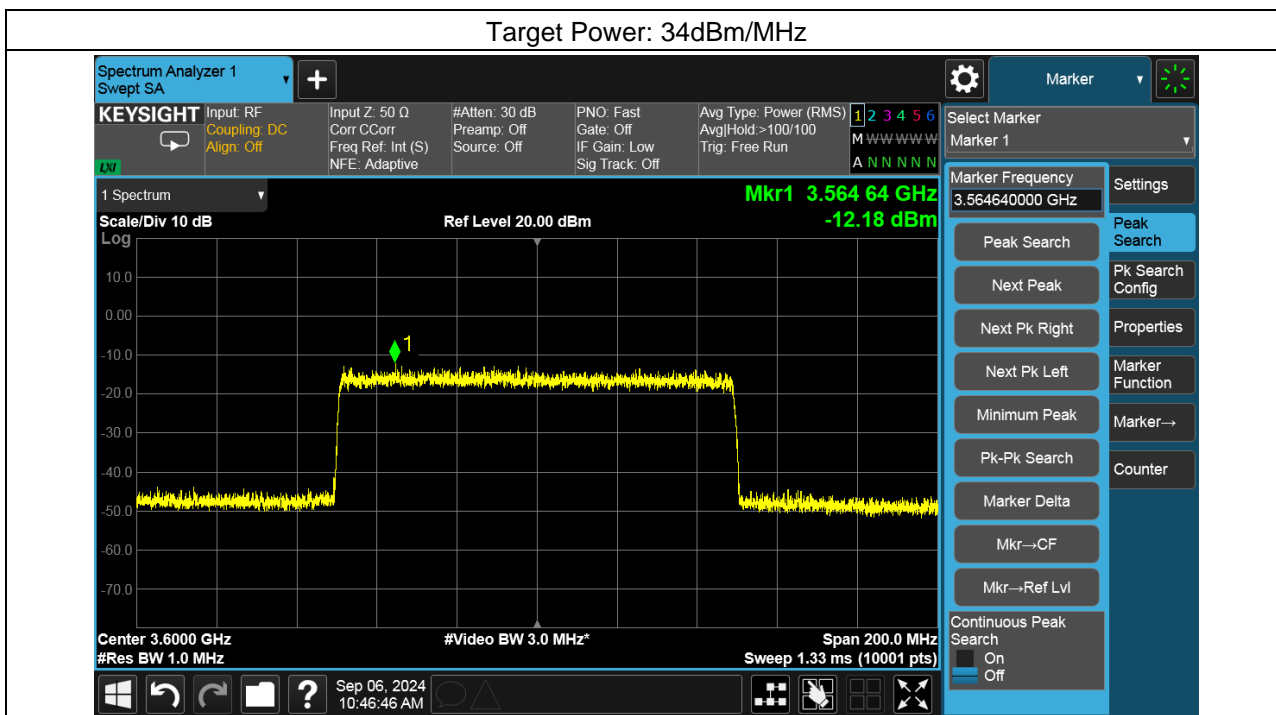 Target Power: 34dBm/MHz
Spectrum Analyzer 1
Swept SA
Marker
KEYSIGHT
LXI
Input: RF
Coupling: DC
Align: Off
Input Z: 50 Ω
Corr CCorr
Freq Ref: Int (S)
NFE: Adaptive
#Atten: 30 dB
Preamp: Off
Source: Off
PNO: Fast
Gate: Off
IF Gain: Low
Sig Track: Off
Avg Type: Power (RMS)
Avg|Hold:>100/100
Trig: Free Run
1 2 3 4 5 6
M W W W W W
A N N N N N
1 Spectrum
Mkr1 3.564 64 GHz
Scale/Div 10 dB
Ref Level 20.00 dBm
-12.18 dBm
Log
10.0
0.00
-10.0
-20.0
-30.0
-40.0
-50.0
-60.0
-70.0
1
Center 3.6000 GHz
#Video BW 3.0 MHz*
Span 200.0 MHz
#Res BW 1.0 MHz
Sweep 1.33 ms (10001 pts)
Select Marker
Marker 1
Marker Frequency
3.564640000 GHz
Peak Search
Next Peak
Next Pk Right
Next Pk Left
Minimum Peak
Pk-Pk Search
Marker Delta
Mkr→CF
Mkr→Ref Lvl
Continuous Peak
Search
On
Off
Settings
Peak
Search
Pk Search
Config
Properties
Marker
Function
Marker→
Counter
?
Sep 06, 2024
10:46:46 AM